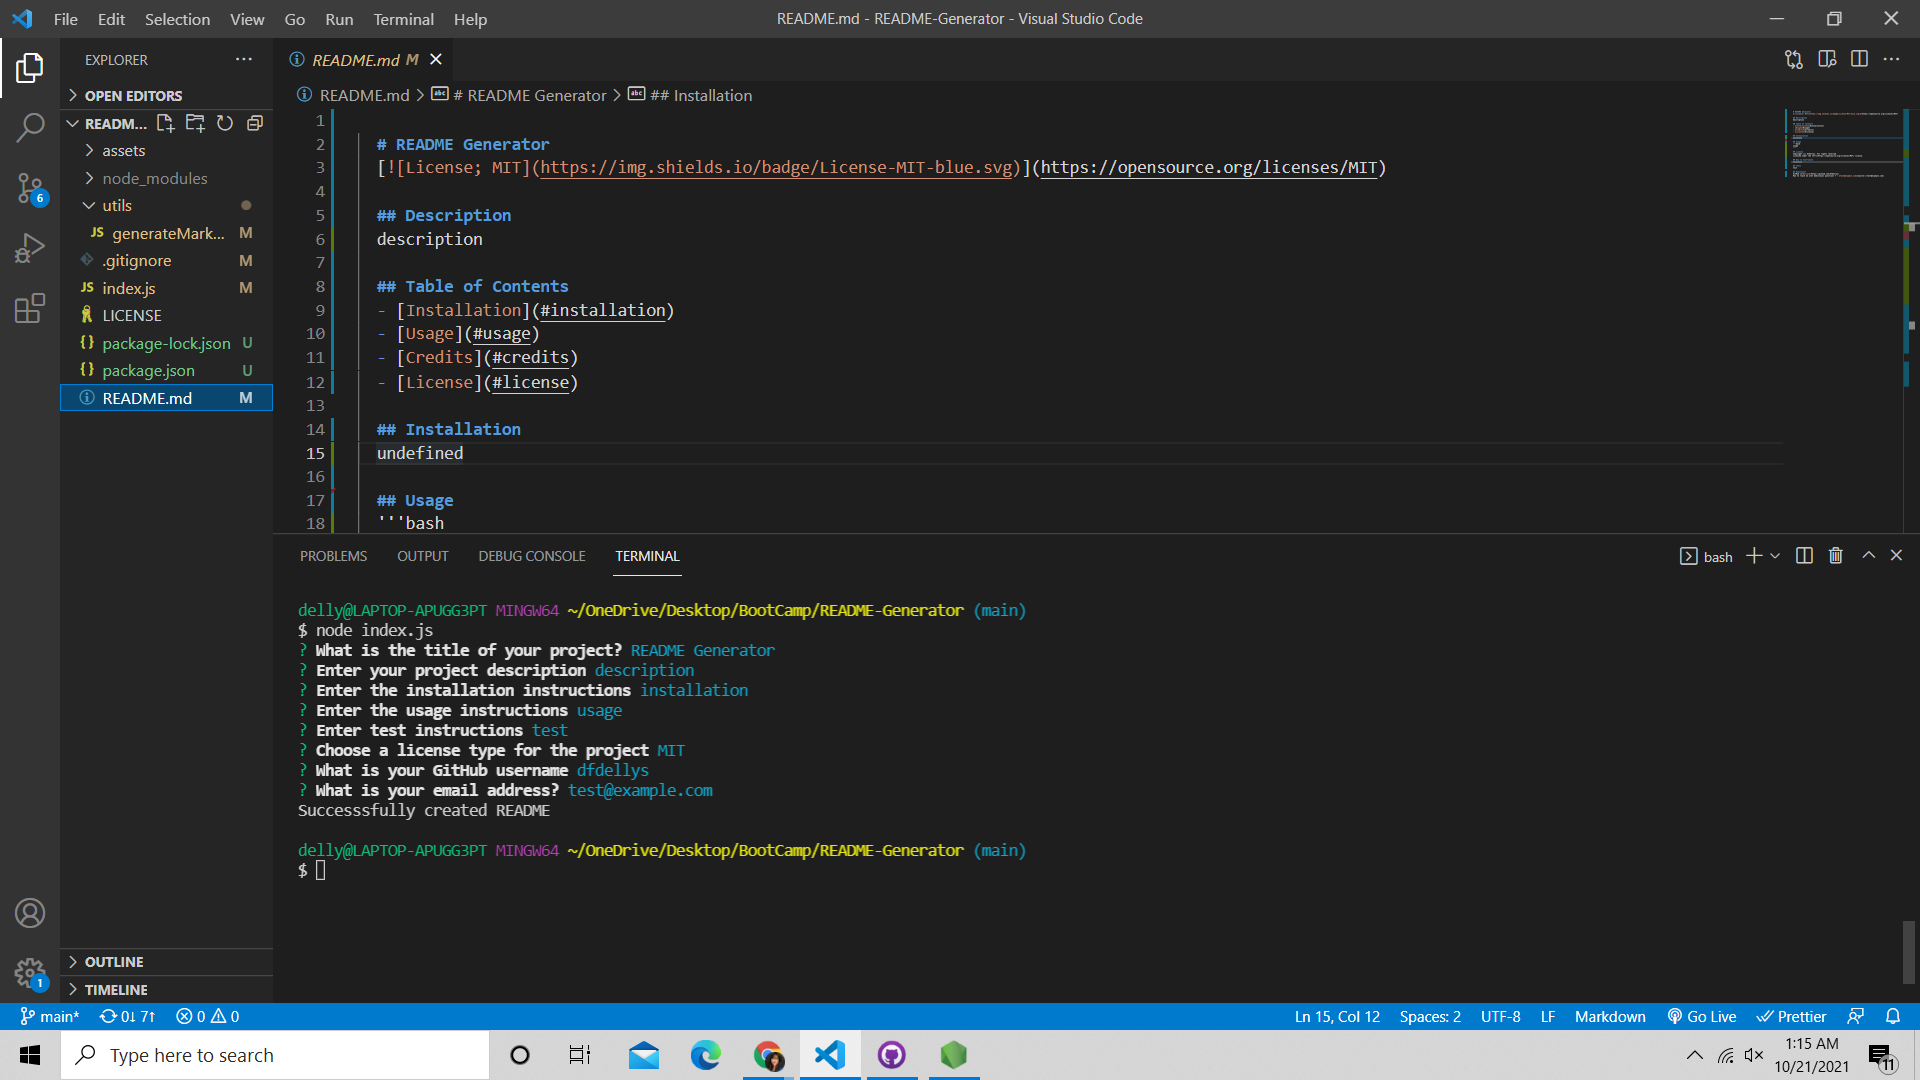 File Edit Selection View Go Run Terminal Help
README.md - README-Generator - Visual Studio Code
EXPLORER
README.md M
OPEN EDITORS
README.md > # README Generator > ## Installation
READM...
assets
node_modules
utils
JS generateMark... M
.gitignore M
JS index.js M
LICENSE
{} package-lock.json U
{} package.json U
README.md M
6
1
2 # README Generator
3 [![License; MIT](https://img.shields.io/badge/License-MIT-blue.svg)](https://opensource.org/licenses/MIT)
4
5 ## Description
6 description
7
8 ## Table of Contents
9 - [Installation](#installation)
10 - [Usage](#usage)
11 - [Credits](#credits)
12 - [License](#license)
13
14 ## Installation
15 undefined
16
17 ## Usage
18 '''bash
PROBLEMS OUTPUT DEBUG CONSOLE TERMINAL
bash
delly@LAPTOP-APUGG3PT MINGW64 ~/OneDrive/Desktop/BootCamp/README-Generator (main)
$ node index.js
? What is the title of your project? README Generator
? Enter your project description description
? Enter the installation instructions installation
? Enter the usage instructions usage
? Enter test instructions test
? Choose a license type for the project MIT
? What is your GitHub username dfdellys
? What is your email address? test@example.com
Successsfully created README
delly@LAPTOP-APUGG3PT MINGW64 ~/OneDrive/Desktop/BootCamp/README-Generator (main)
$
OUTLINE
TIMELINE
1
main* 0↓ 7↑ 0 0
Ln 15, Col 12 Spaces: 2 UTF-8 LF Markdown Go Live Prettier
Type here to search
1:15 AM
10/21/2021
11